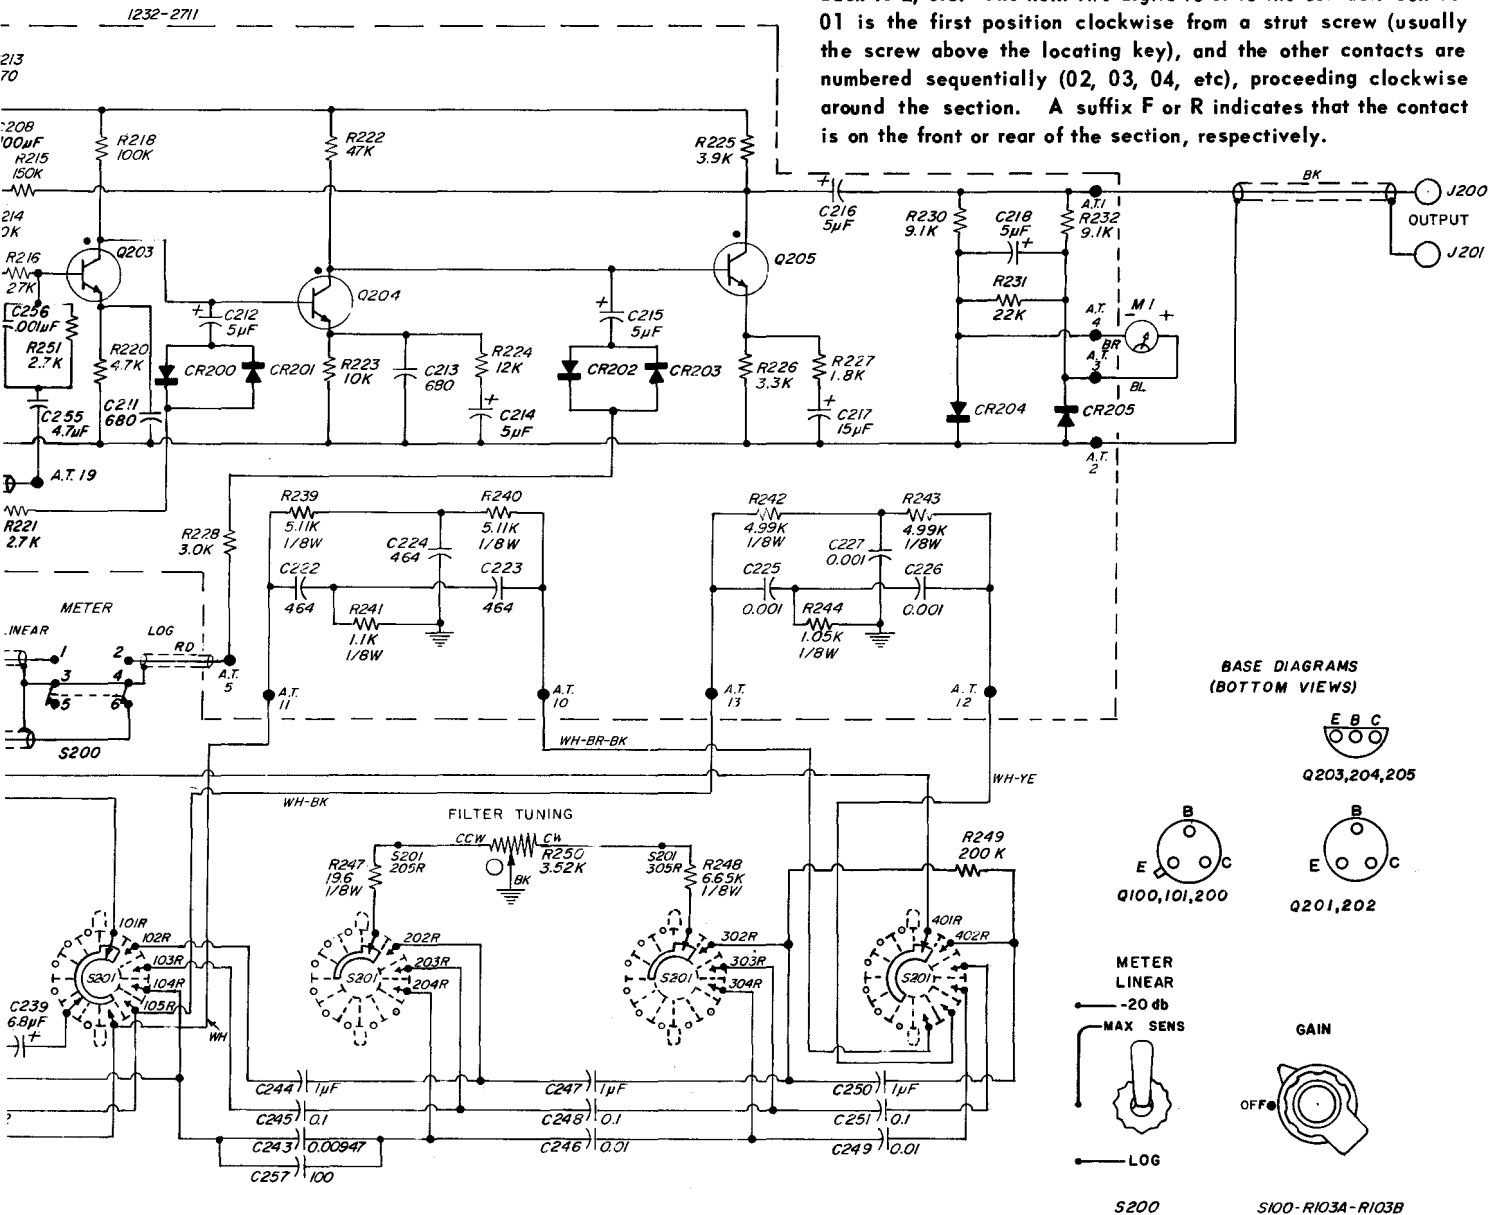 1232-2711
01 is the first position clockwise from a strut screw (usually
the screw above the locating key), and the other contacts are
numbered sequentially (02, 03, 04, etc), proceeding clockwise
around the section. A suffix F or R indicates that the contact
is on the front or rear of the section, respectively.
R218
100K
R222
47K
R225
3.9K
R215
150K
R216
27K
C256
.001µF
R251
2.7K
C255
4.7µF
A.T. 19
R221
2.7K
Q203
R220
4.7K
C211
680
C212
5µF
CR200
CR201
Q204
R223
10K
C213
680
R224
12K
C214
5µF
C215
5µF
CR202
CR203
Q205
R226
3.3K
R227
1.8K
C217
15µF
C216
5µF
R230
9.1K
C218
5µF
R231
22K
A.T.1
R232
9.1K
A.T.
4
BR
A.T.
3
BL
M1
- +
CR204
CR205
A.T.
2
BK
J200
OUTPUT
J201
R228
3.0K
R239
5.11K
1/8W
R240
5.11K
1/8W
C224
464
C222
464
C223
464
R241
1.1K
1/8W
R242
4.99K
1/8W
R243
4.99K
1/8W
C227
0.001
C225
0.001
C226
0.001
R244
1.05K
1/8W
METER
LOG
RD
1
2
3
4
5
6
S200
A.T.
5
A.T.
11
A.T.
10
A.T.
13
A.T.
12
WH-BR-BK
WH-YE
WH-BK
FILTER TUNING
CCW
CW
R250
3.52K
BK
S201
205R
S201
305R
R247
19.6
1/8W
R248
6.65K
1/8W
R249
200 K
101R
102R
103R
104R
105R
S201
WH
C239
6.8µF
202R
203R
204R
S201
302R
303R
304R
S201
401R
402R
S201
C244 1µF
C245 0.1
C243 0.00947
C257 100
C247 1µF
C248 0.1
C246 0.01
C250 1µF
C251 0.1
C249 0.01
BASE DIAGRAMS
(BOTTOM VIEWS)
E B C
Q203,204,205
B
E
C
Q100,101,200
B
E
C
Q201,202
METER
LINEAR
-20 db
MAX SENS
LOG
S200
GAIN
OFF
S100-R103A-R103B